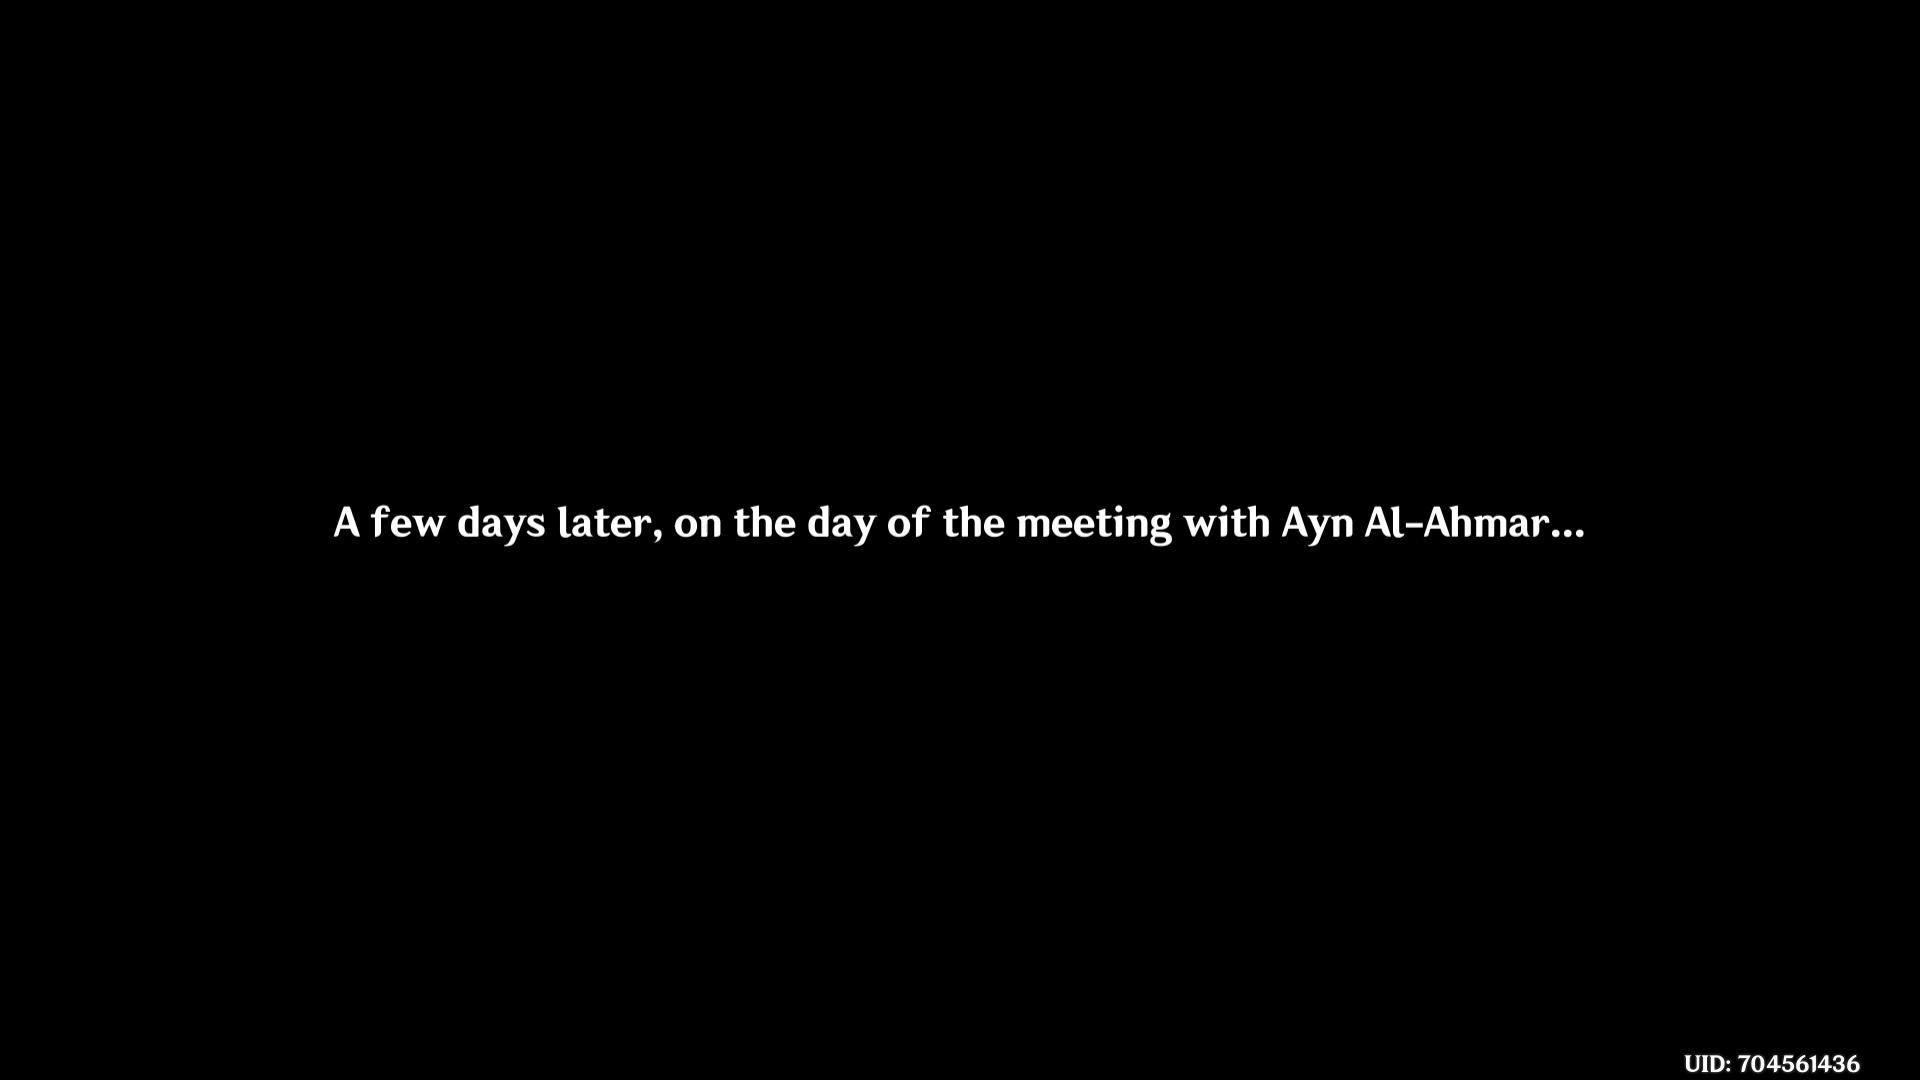 A few days later, on the day of the meeting with Ayn Al-Ahmar...
UID: 704561436